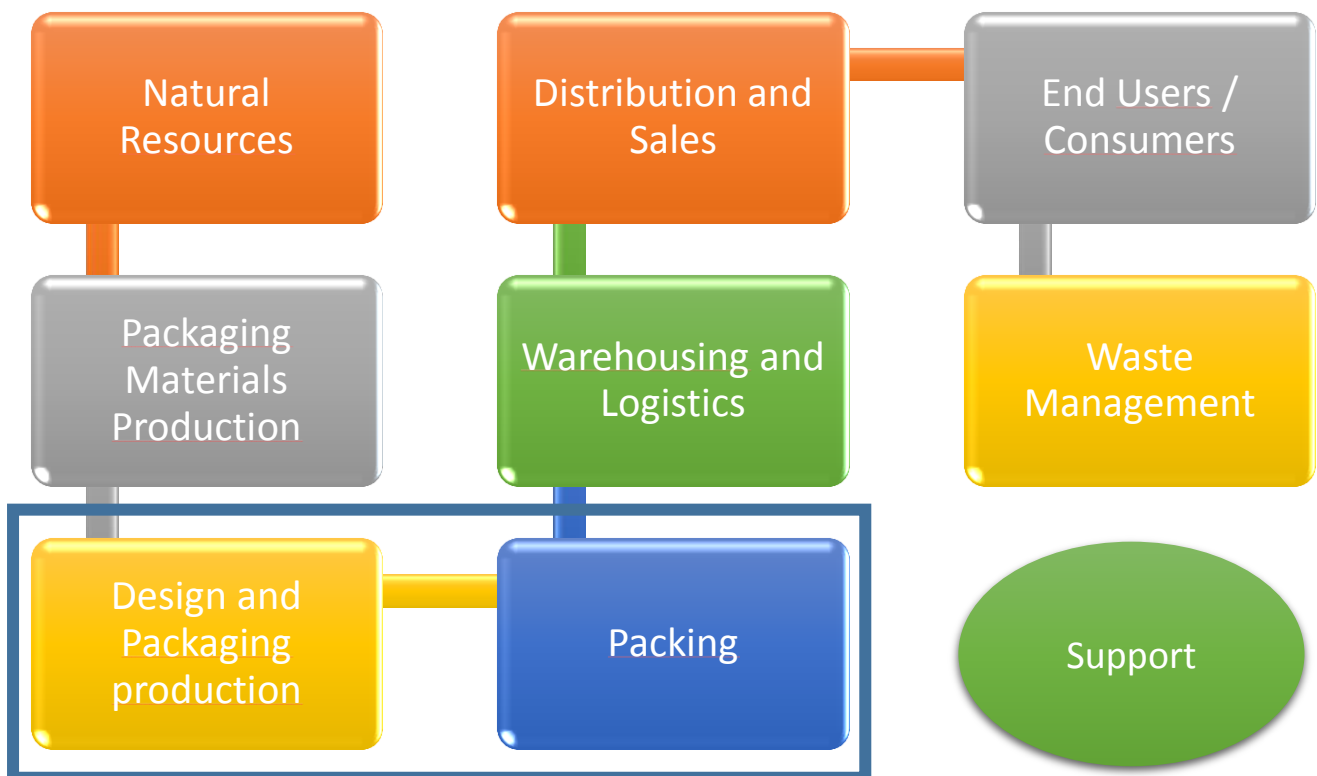 Natural
Resources
Packaging
Materials
Production
Design and
Packaging
production
Packing
Warehousing and
Logistics
Distribution and
Sales
End Users /
Consumers
Waste
Management
Support